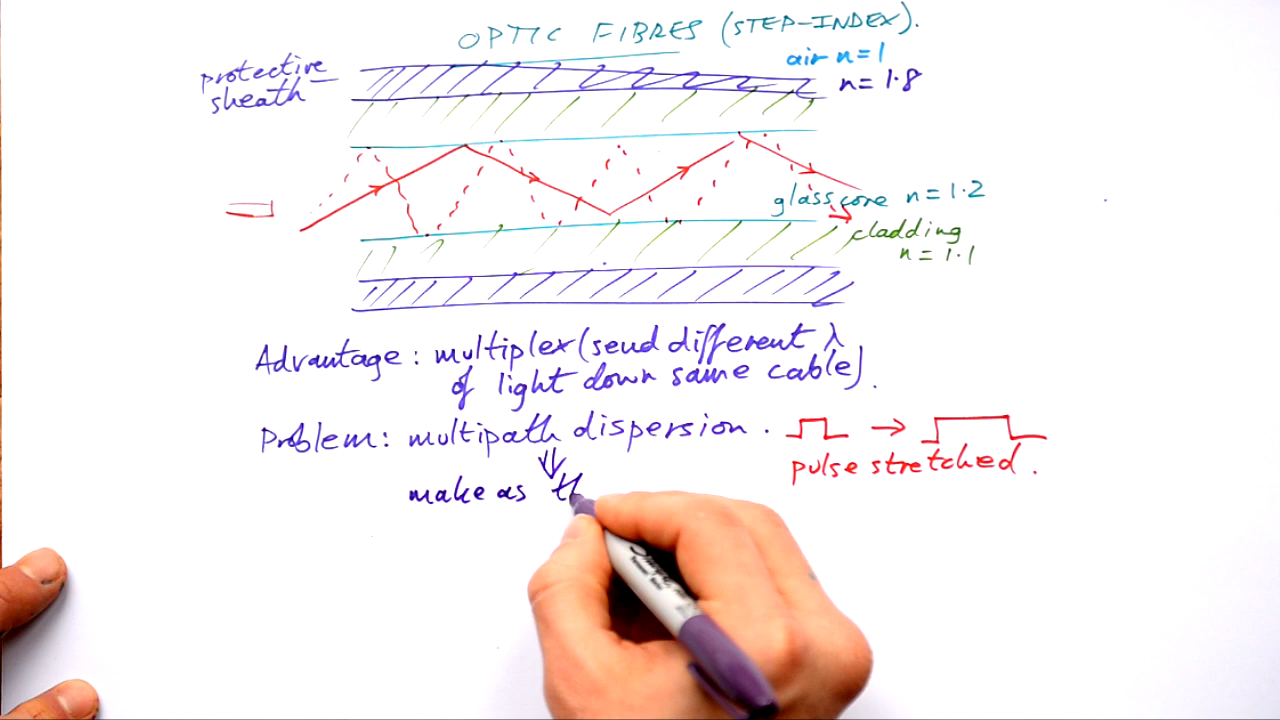 OPTIC FIBRES (STEP-INDEX).
air n=1
protective
sheath
n=1.8
glass core n=1.2
cladding
n=1.1
Advantage: multiplex (send different λ
of light down same cable).
Problem: multipath dispersion. →
pulse stretched.
⇓
make as th